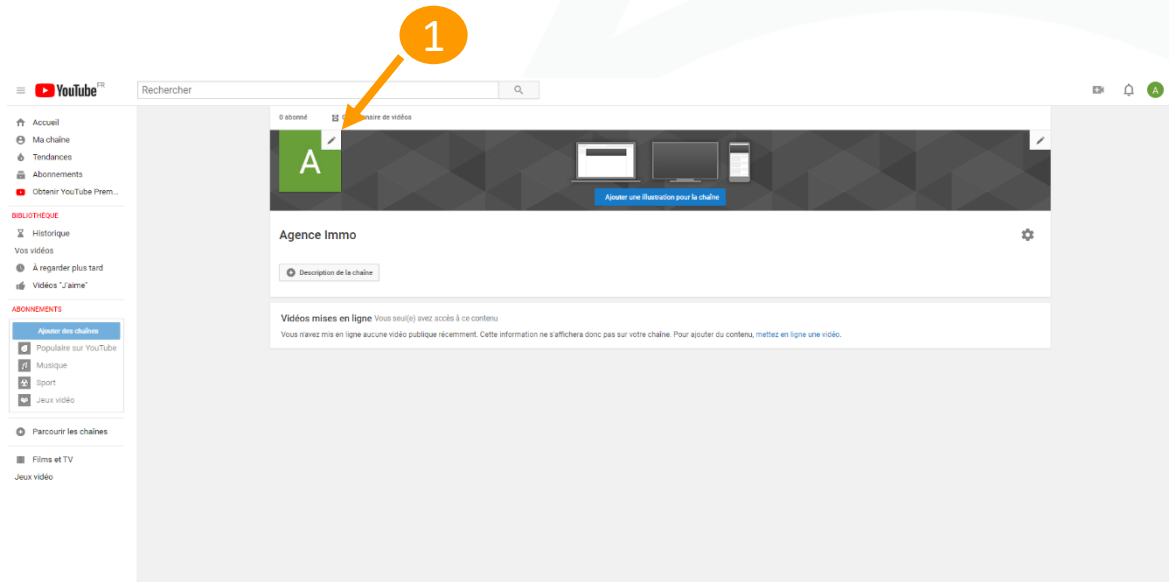 1
YouTube FR
Rechercher
A
Accueil
Ma chaîne
Tendances
Abonnements
Obtenir YouTube Prem...
BIBLIOTHÈQUE
Historique
Vos vidéos
À regarder plus tard
Vidéos "J'aime"
ABONNEMENTS
Ajouter des chaînes
Populaire sur YouTube
Musique
Sport
Jeux vidéo
Parcourir les chaînes
Films et TV
Jeux vidéo
0 abonné
de vidéos
A
Ajouter une illustration pour la chaîne
Agence Immo
Description de la chaîne
Vidéos mises en ligne Vous seul(e) avez accès à ce contenu
Vous n'avez mis en ligne aucune vidéo publique récemment. Cette information ne s'affichera donc pas sur votre chaîne. Pour ajouter du contenu, mettez en ligne une vidéo.